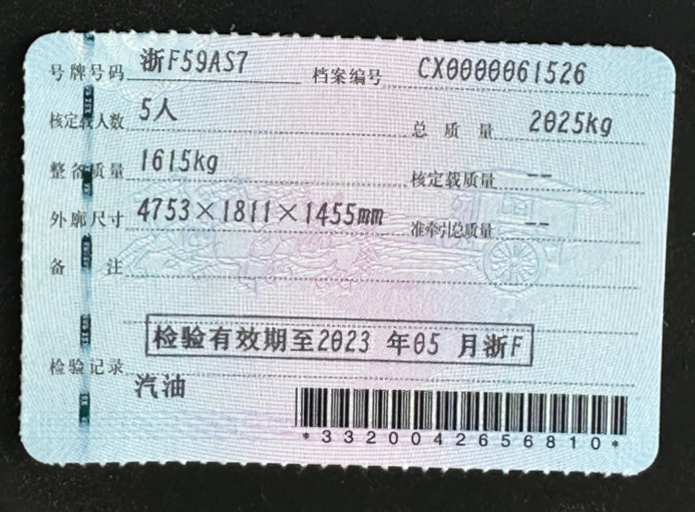 号牌号码 浙F59AS7 档案编号 CX0000061526
核定载人数 5人 总质量 2025kg
整备质量 1615kg 核定载质量 --
外廓尺寸 4753×1811×1455mm 准牵引总质量 --
备注
检验有效期至2023 年05 月浙F
检验记录
汽油
*3320042656810*